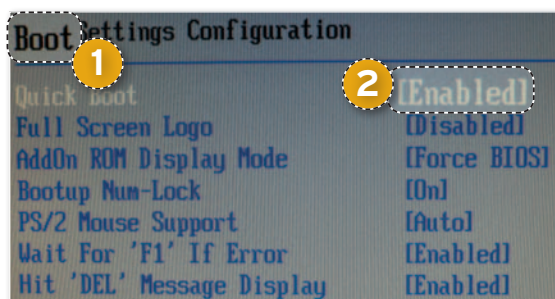 Boot Settings Configuration
1
2
Quick Boot [Enabled]
Full Screen Logo [Disabled]
AddOn ROM Display Mode [Force BIOS]
Bootup Num-Lock [On]
PS/2 Mouse Support [Auto]
Wait For 'F1' If Error [Enabled]
Hit 'DEL' Message Display [Enabled]